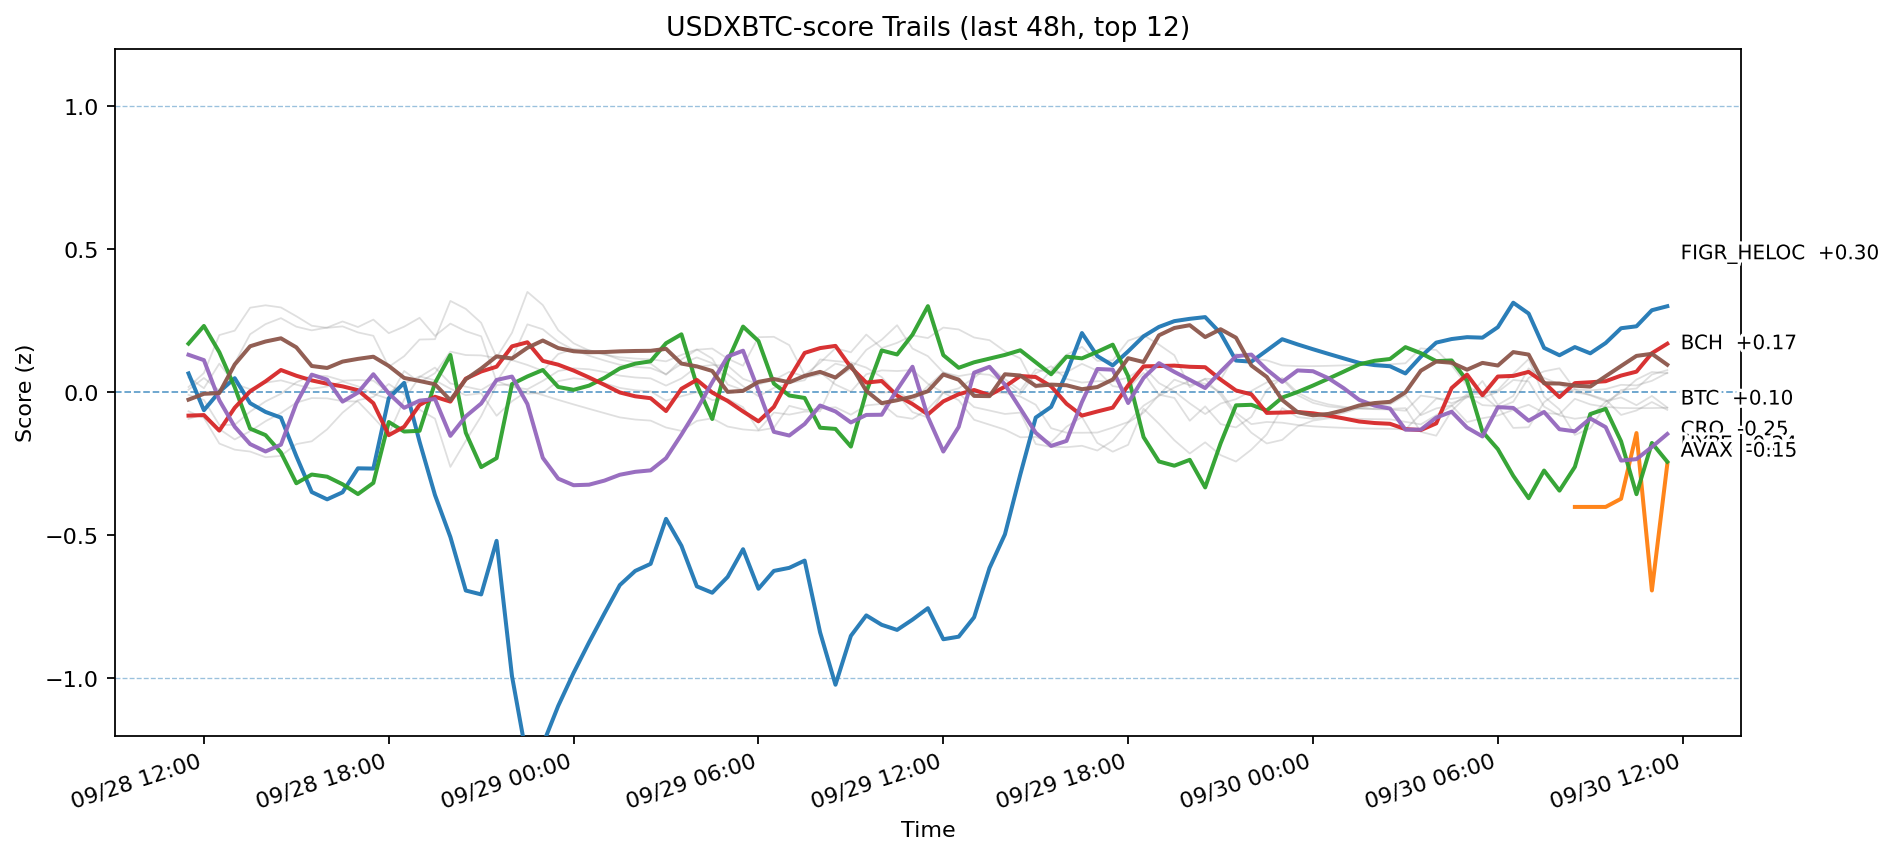 USDXBTC-score Trails (last 48h, top 12)
Score (z)
1.0
0.5
0.0
−0.5
−1.0
FIGR_HELOC +0.30
BCH +0.17
BTC +0.10
CRO -0.25
AVAX -0.15
09/28 12:00
09/28 18:00
09/29 00:00
09/29 06:00
09/29 12:00
09/29 18:00
09/30 00:00
09/30 06:00
09/30 12:00
Time